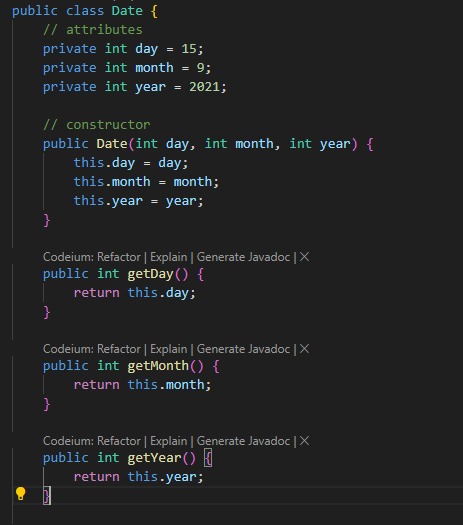 public class Date {
// attributes
private int day = 15;
private int month = 9;
private int year = 2021;
// constructor
public Date(int day, int month, int year) {
this.day = day;
this.month = month;
this.year = year;
}
Codeium: Refactor | Explain | Generate Javadoc | ×
public int getDay() {
return this.day;
}
Codeium: Refactor | Explain | Generate Javadoc | ×
public int getMonth() {
return this.month;
}
Codeium: Refactor | Explain | Generate Javadoc | ×
public int getYear() {
return this.year;
}